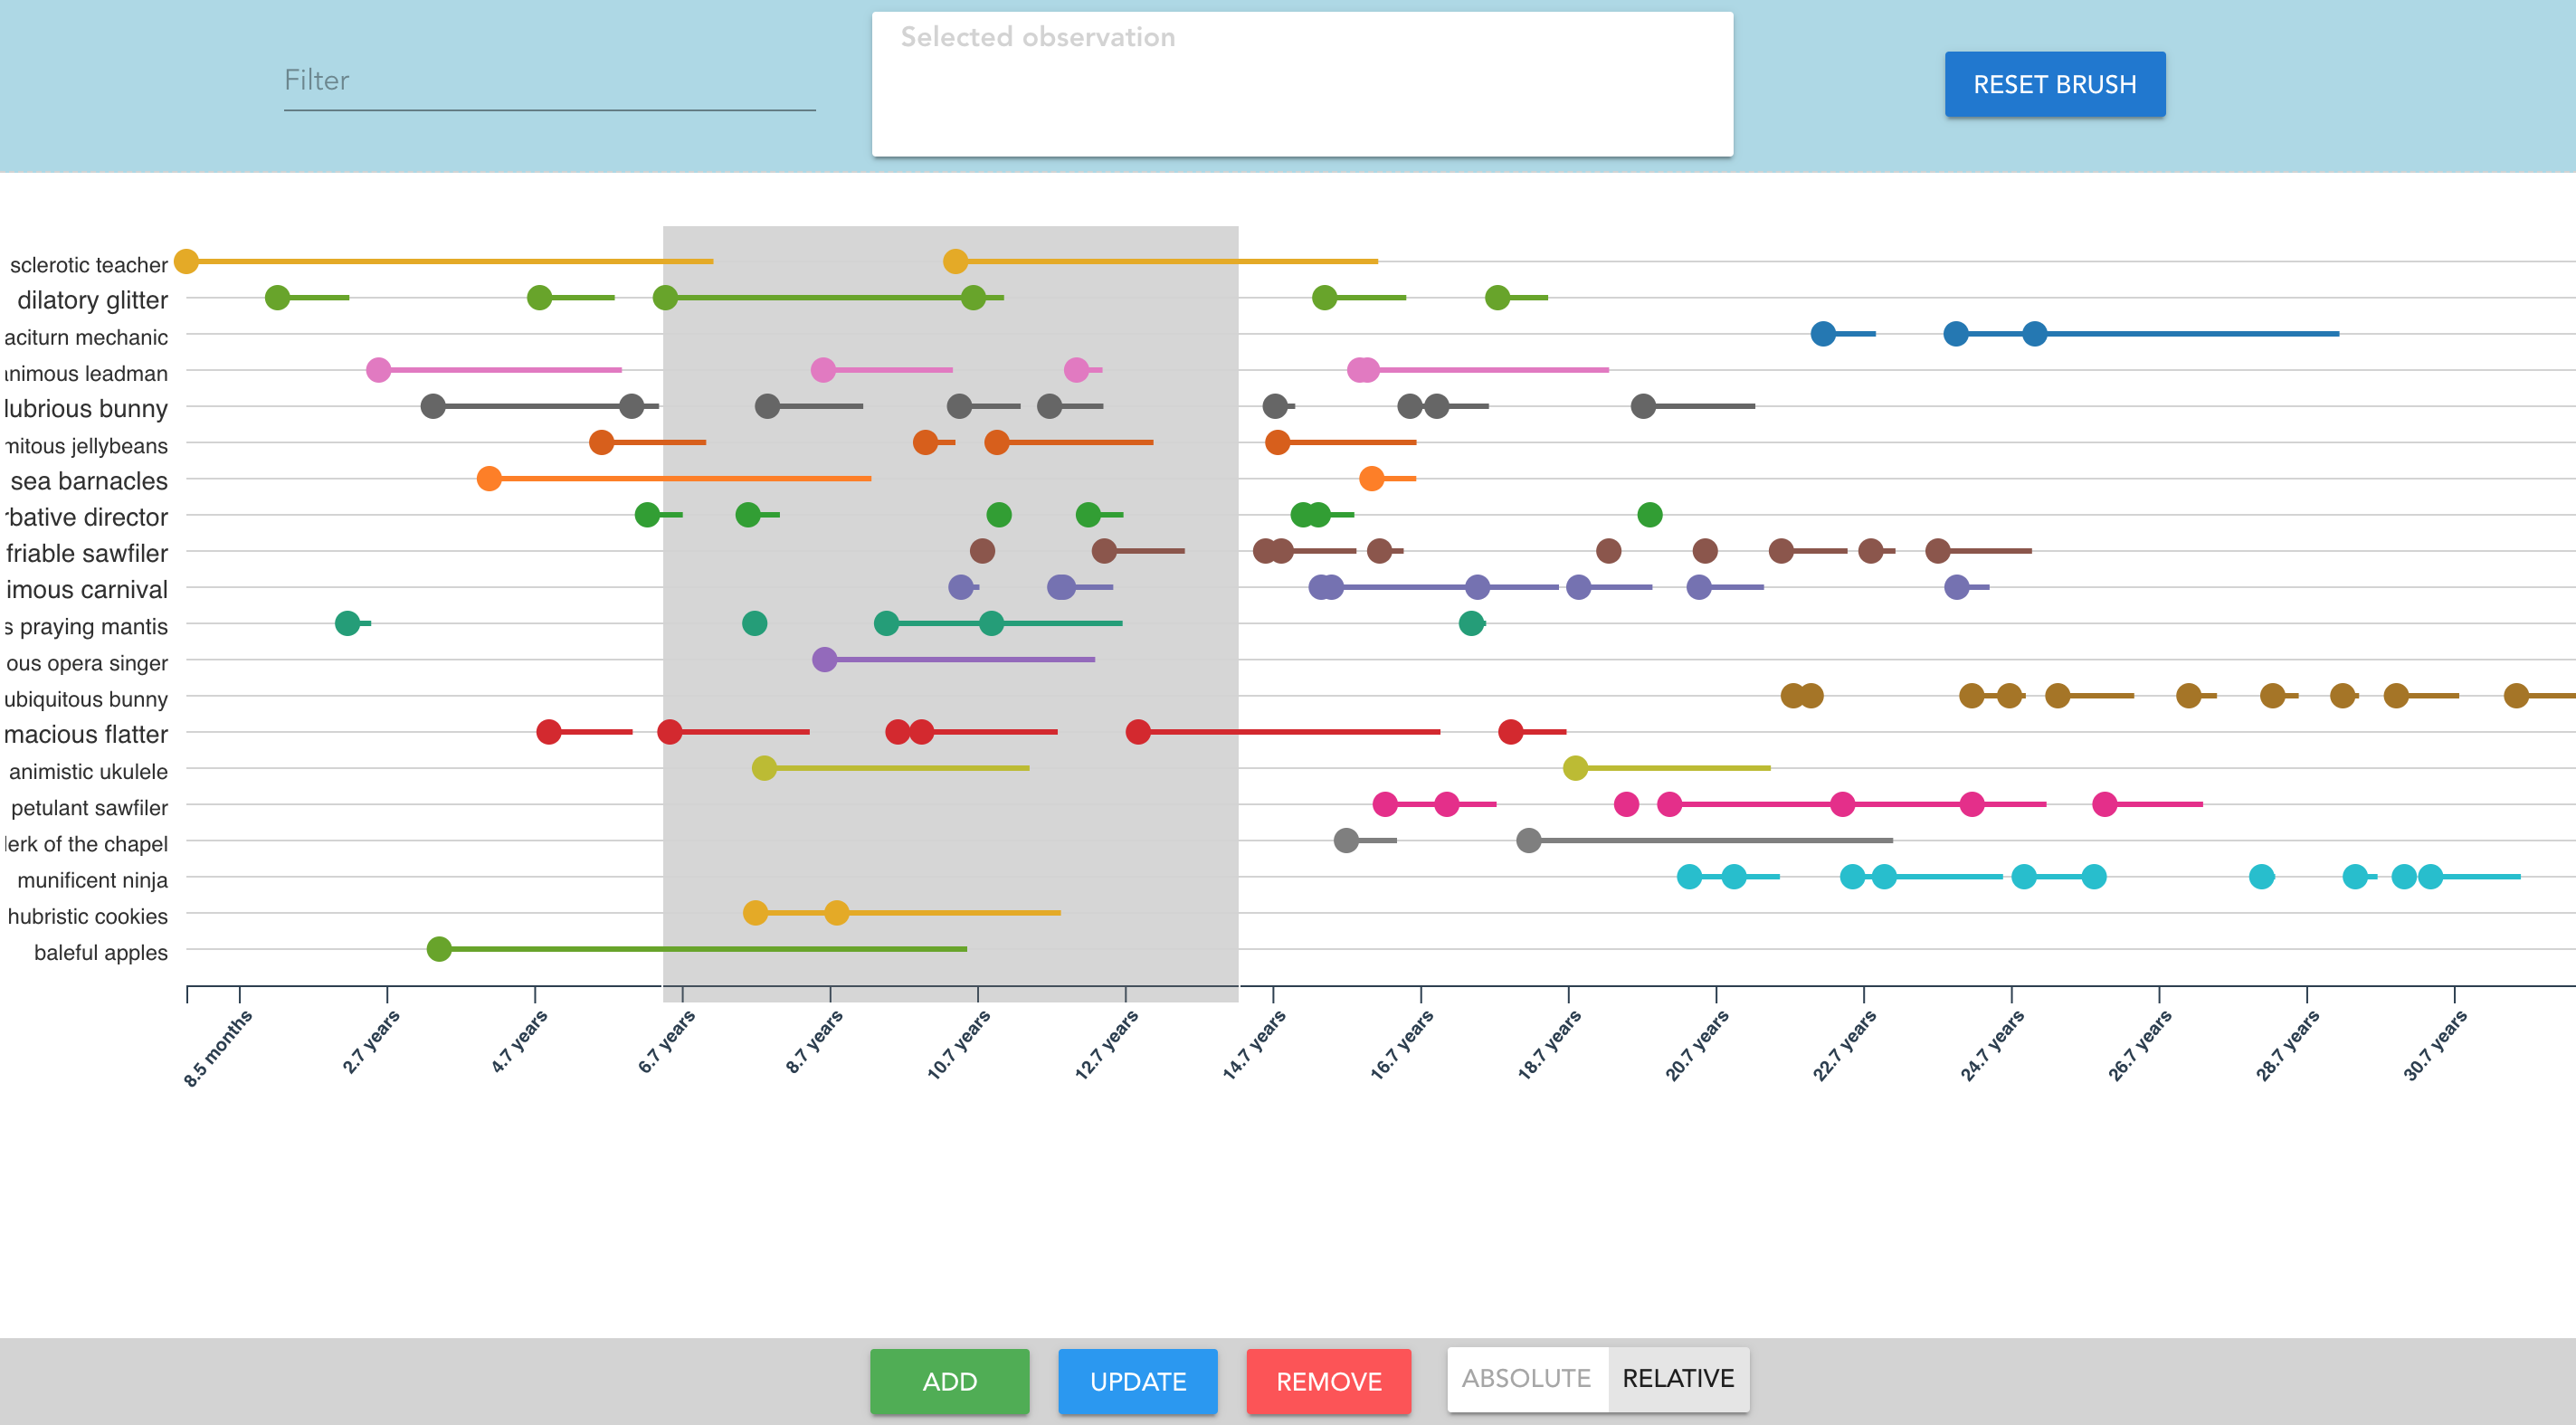 Selected observation
Filter
RESET BRUSH
sclerotic teacher
dilatory glitter
aciturn mechanic
animous leadman
lubrious bunny
mitous jellybeans
sea barnacles
rbative director
friable sawfiler
imous carnival
s praying mantis
ous opera singer
ubiquitous bunny
macious flatter
animistic ukulele
petulant sawfiler
lerk of the chapel
munificent ninja
hubristic cookies
baleful apples
8.5 months
2.7 years
4.7 years
6.7 years
8.7 years
10.7 years
12.7 years
14.7 years
16.7 years
18.7 years
20.7 years
22.7 years
24.7 years
26.7 years
28.7 years
30.7 years
ADD
UPDATE
REMOVE
ABSOLUTE
RELATIVE